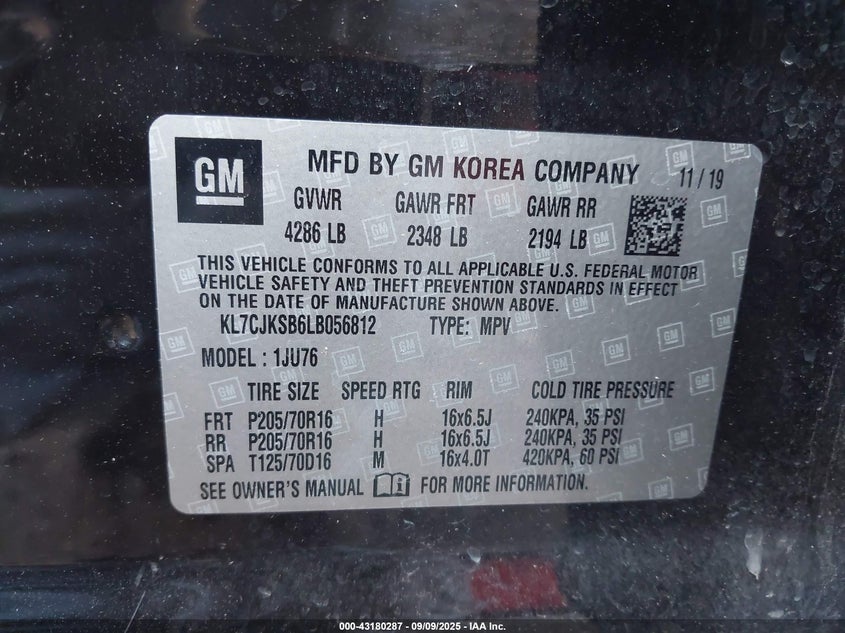 GM
MFD BY GM KOREA COMPANY 11/19
GVWR GAWR FRT GAWR RR
4286 LB 2348 LB 2194 LB
THIS VEHICLE CONFORMS TO ALL APPLICABLE U.S. FEDERAL MOTOR
VEHICLE SAFETY AND THEFT PREVENTION STANDARDS IN EFFECT
ON THE DATE OF MANUFACTURE SHOWN ABOVE.
KL7CJKSB6LB056812 TYPE: MPV
MODEL : 1JU76
TIRE SIZE SPEED RTG RIM COLD TIRE PRESSURE
FRT P205/70R16 H 16x6.5J 240KPA, 35 PSI
RR P205/70R16 H 16x6.5J 240KPA, 35 PSI
SPA T125/70D16 M 16x4.0T 420KPA, 60 PSI
SEE OWNER'S MANUAL FOR MORE INFORMATION.
000-43180287 - 09/09/2025 - IAA Inc.